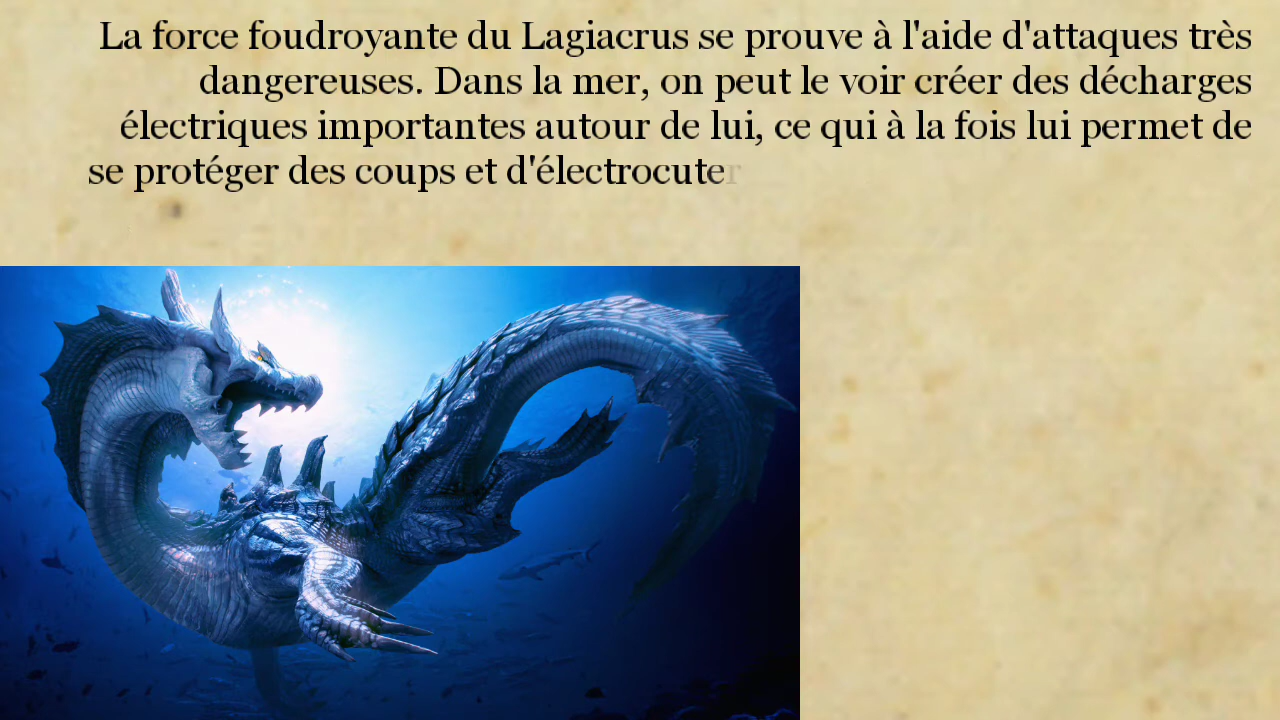 La force foudroyante du Lagiacrus se prouve à l'aide d'attaques très
dangereuses. Dans la mer, on peut le voir créer des décharges
électriques importantes autour de lui, ce qui à la fois lui permet de
se protéger des coups et d'électrocuter